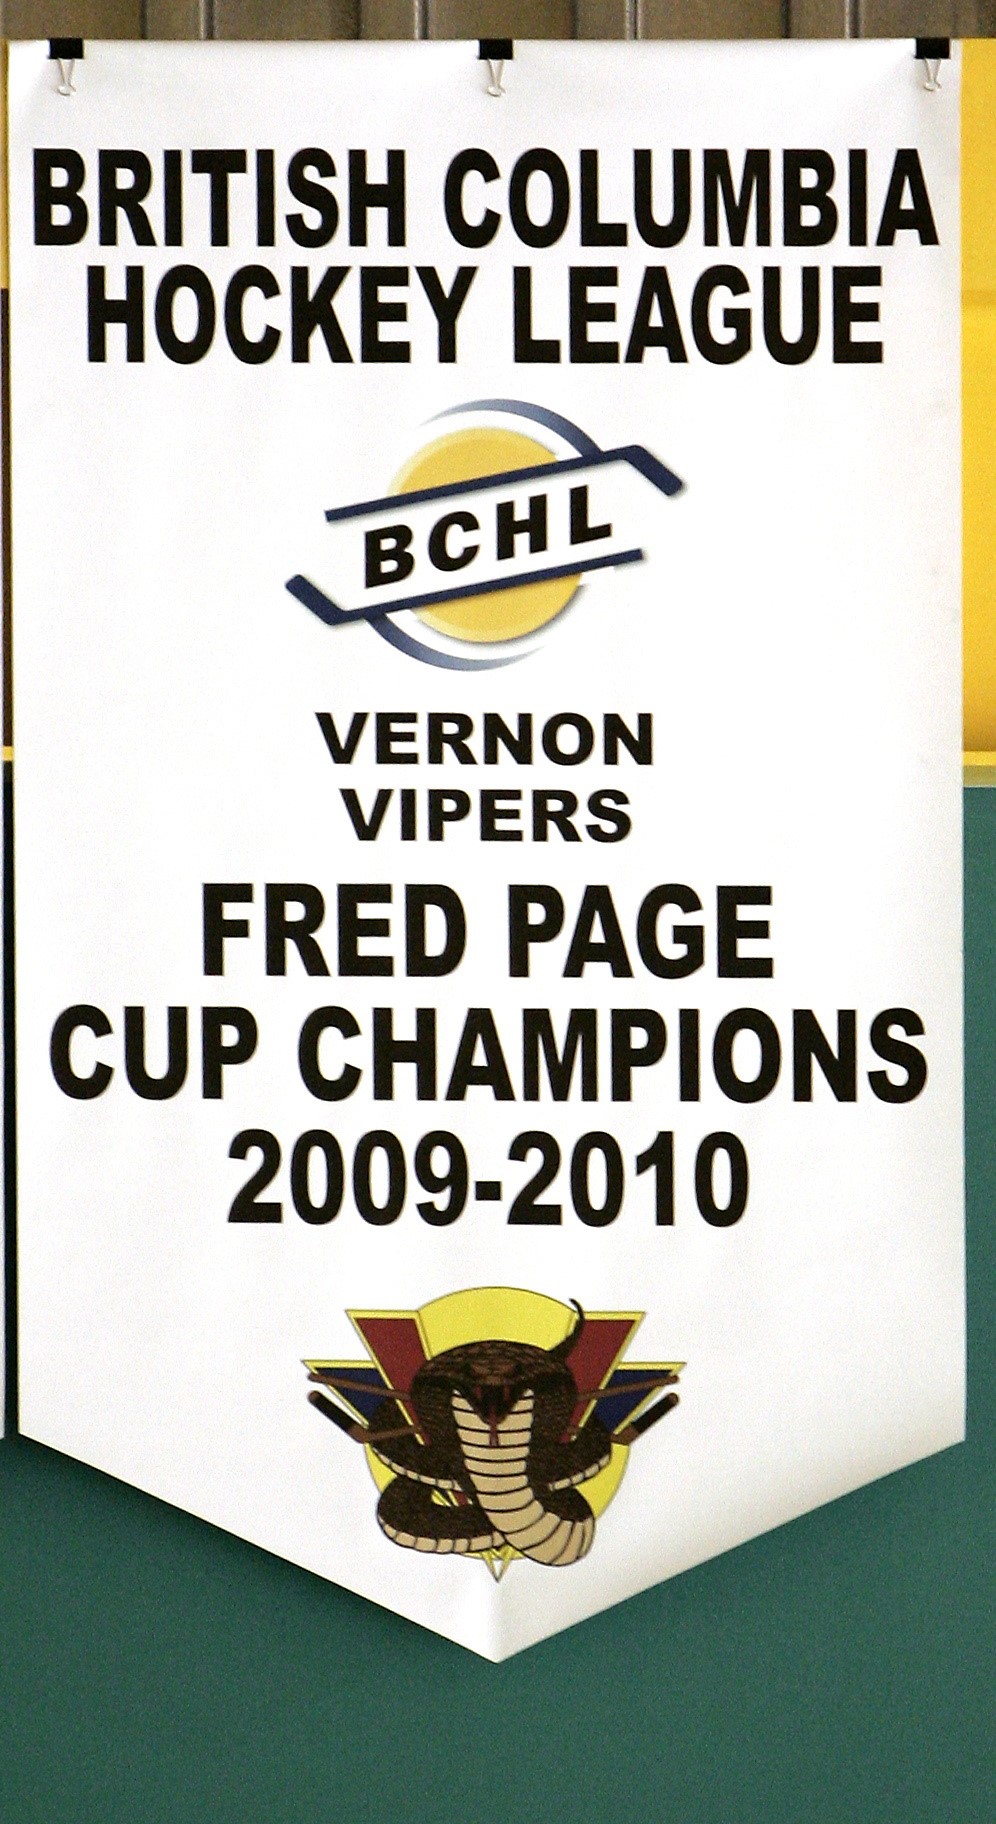 BRITISH COLUMBIA
HOCKEY LEAGUE
BCHL
VERNON
VIPERS
FRED PAGE
CUP CHAMPIONS
2009-2010